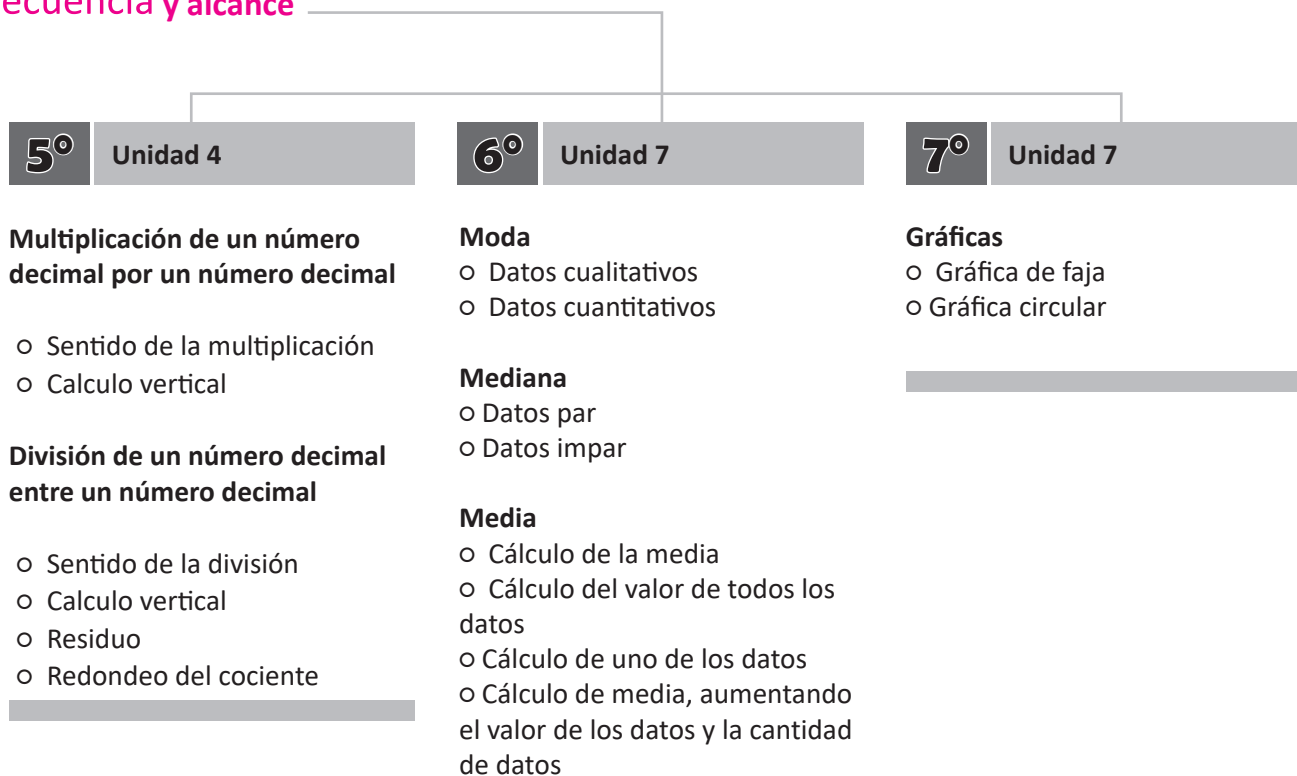 ecuencia y alcance
5º Unidad 4
Multiplicación de un número
decimal por un número decimal
o Sentido de la multiplicación
o Calculo vertical
División de un número decimal
entre un número decimal
o Sentido de la división
o Calculo vertical
o Residuo
o Redondeo del cociente
6º Unidad 7
Moda
o Datos cualitativos
o Datos cuantitativos
Mediana
o Datos par
o Datos impar
Media
o Cálculo de la media
o Cálculo del valor de todos los
datos
o Cálculo de uno de los datos
o Cálculo de media, aumentando
el valor de los datos y la cantidad
de datos
7º Unidad 7
Gráficas
o Gráfica de faja
o Gráfica circular